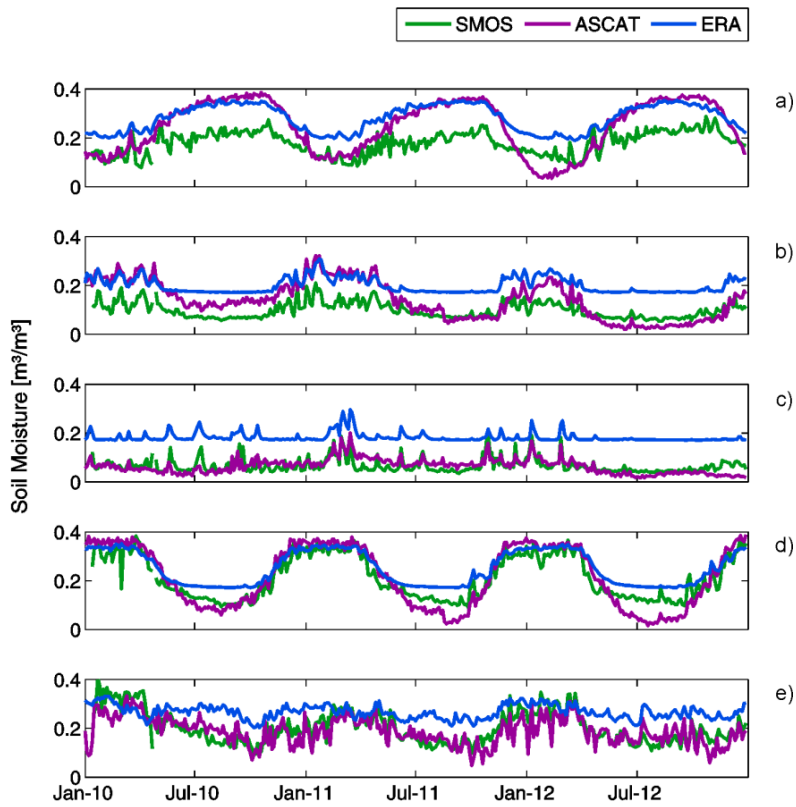 SMOS ASCAT ERA
0.4
0.2
0
a)
0.4
0.2
0
b)
0.4
0.2
0
c)
0.4
0.2
0
d)
0.4
0.2
0
e)
Soil Moisture [m³/m³]
Jan-10 Jul-10 Jan-11 Jul-11 Jan-12 Jul-12